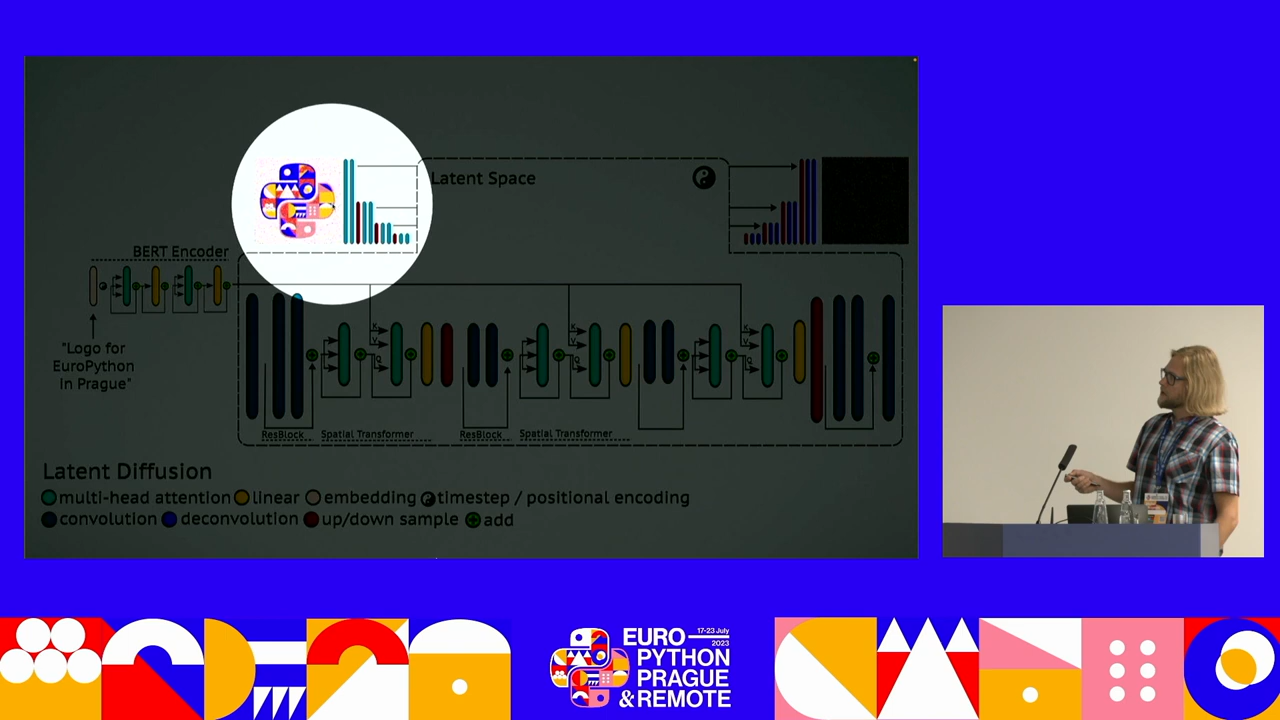 Latent Space
BERT Encoder
"Logo for
EuroPython
in Prague"
K
V
Q
K
V
Q
K
V
Q
ResBlock
Spatial Transformer
ResBlock
Spatial Transformer
Latent Diffusion
multi-head attention linear embedding timestep / positional encoding
convolution deconvolution up/down sample add
EURO 17-23 July
2023
PYTHON
PRAGUE
& REMOTE